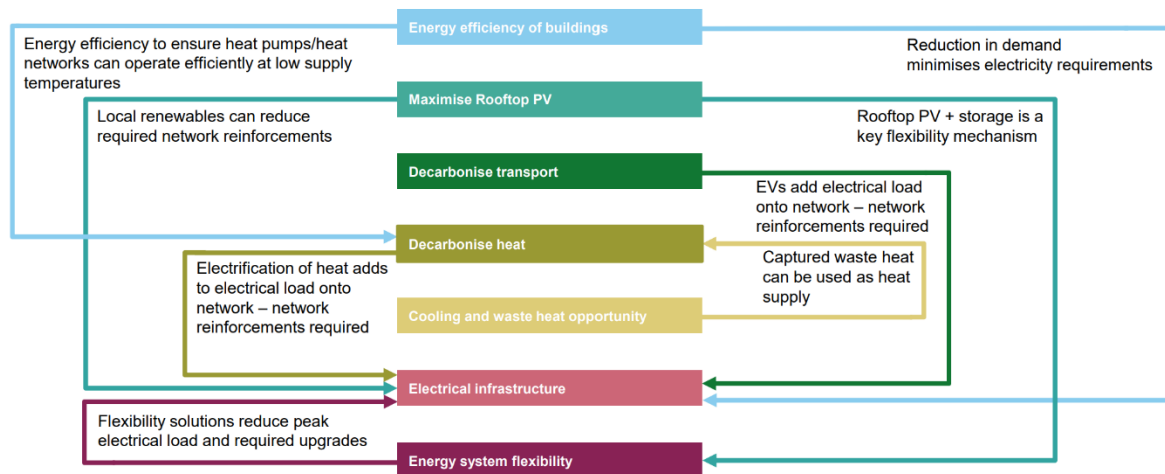 Energy efficiency of buildings
Energy efficiency to ensure heat pumps/heat
networks can operate efficiently at low supply
temperatures
Reduction in demand
minimises electricity requirements
Maximise Rooftop PV
Local renewables can reduce
required network reinforcements
Rooftop PV + storage is a
key flexibility mechanism
Decarbonise transport
EVs add electrical load
onto network – network
reinforcements required
Decarbonise heat
Electrification of heat adds
to electrical load onto
network – network
reinforcements required
Captured waste heat
can be used as heat
supply
Cooling and waste heat opportunity
Electrical infrastructure
Flexibility solutions reduce peak
electrical load and required upgrades
Energy system flexibility